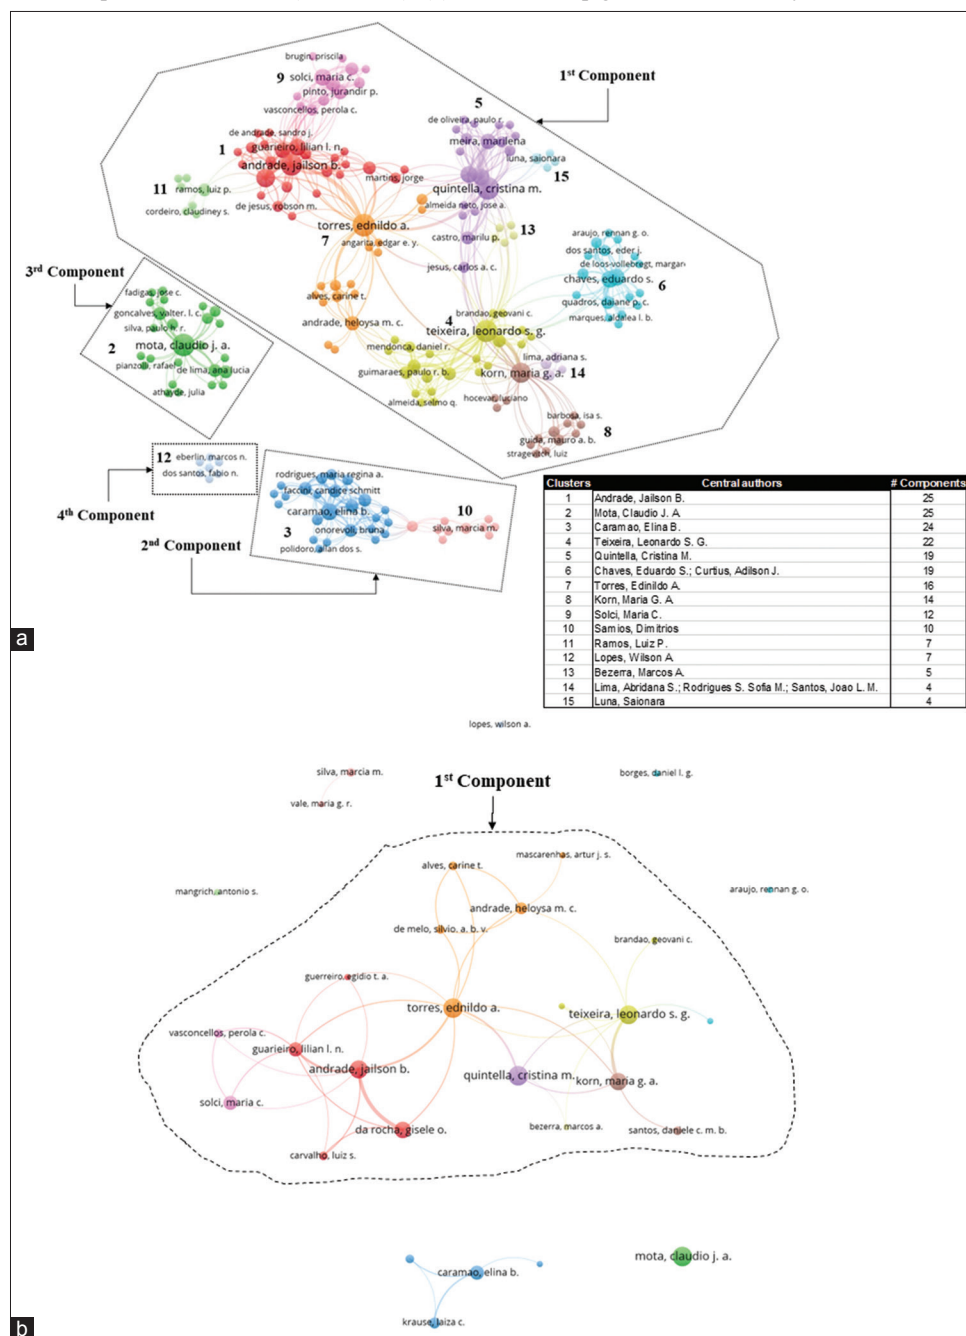 brugin, priscila
9
solci, maria c.
pinto, jurandir p.
vasconcellos, perola c.
1st Component
5
de oliveira, paulo r.
meira, marilena
luna, saionara
15
de andrade, sandro j.
1
guarieiro, lilian l. n.
andrade, jailson b.
martins, jorge
quintella, cristina m.
11
ramos, luiz p.
de jesus, robson m.
almeida neto, jose a.
cordeiro, claudiney s.
torres, ednildo a.
13
7
angarita, edgar e. y.
castro, marilu p.
araujo, rennan g. o.
dos santos, eder j.
de loos-vollebregt, margar
jesus, carlos a. c.
chaves, eduardo s.
6
3rd Component
fadigas, jose c.
alves, carine t.
quadros, daiane p. c.
goncalves, valter. l. c.
brandao, geovani c.
marques, aldalea l. b.
silva, paulo h. r.
andrade, heloysa m. c.
4
teixeira, leonardo s. g.
2
mota, claudio j. a.
mendonca, daniel r.
lima, adriana s.
pianzolli, rafael
de lima, ana lucia
guimaraes, paulo r. b.
korn, maria g. a.
14
athayde, julia
almeida, selmo q.
hocevar, luciano
barbosa, isa s.
8
guida, mauro a. b.
stragevitch, luiz
12
eberlin, marcos n.
dos santos, fabio n.
4th Component
rodrigues, maria regina a.
faccini, candice schmitt
caramao, elina b.
10
3
onorevoli, bruna
silva, marcia m.
polidoro, allan dos s.
2nd Component
Clusters Central authors # Components
1 Andrade, Jailson B. 25
2 Mota, Claudio J. A 25
3 Caramao, Elina B. 24
4 Teixeira, Leonardo S. G. 22
5 Quintella, Cristina M. 19
6 Chaves, Eduardo S.; Curtius, Adilson J. 19
7 Torres, Edinildo A. 16
8 Korn, Maria G. A 14
9 Solci, Maria C. 12
10 Samios, Dimitrios 10
11 Ramos, Luiz P. 7
12 Lopes, Wilson A 7
13 Bezerra, Marcos A. 5
14 Lima, Abridana S.; Rodrigues S. Sofia M.; Santos, Joao L. M. 4
15 Luna, Saionara 4
a
lopes, wilson a.
silva, marcia m.
1st Component
borges, daniel l. g.
vale, maria g. r.
mascarenhas, artur j. s.
alves, carine t.
mangrich, antonio s.
araujo, rennan g. o.
andrade, heloysa m. c.
de melo, silvio. a. b. v.
brandao, geovani c.
guerreiro, egidio t. a.
torres, ednildo a.
teixeira, leonardo s. g.
vasconcellos, perola c.
guarieiro, lilian l. n.
andrade, jailson b.
quintella, cristina m.
korn, maria g. a.
solci, maria c.
da rocha, gisele o.
bezerra, marcos a.
santos, daniele c. m. b.
carvalho, luiz s.
mota, claudio j. a.
caramao, elina b.
krause, laiza c.
b